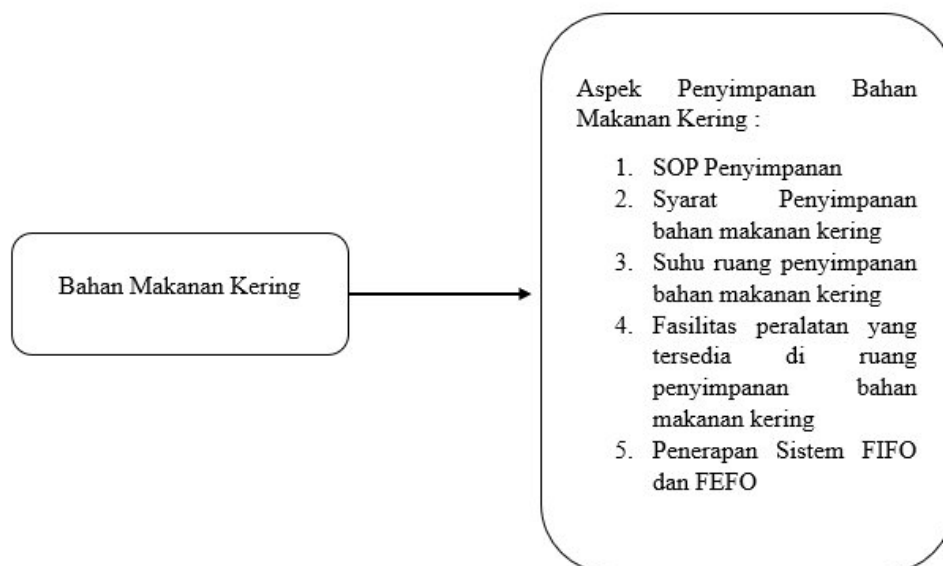 Bahan Makanan Kering
Aspek Penyimpanan Bahan
Makanan Kering :
1. SOP Penyimpanan
2. Syarat Penyimpanan
bahan makanan kering
3. Suhu ruang penyimpanan
bahan makanan kering
4. Fasilitas peralatan yang
tersedia di ruang
penyimpanan bahan
makanan kering
5. Penerapan Sistem FIFO
dan FEFO